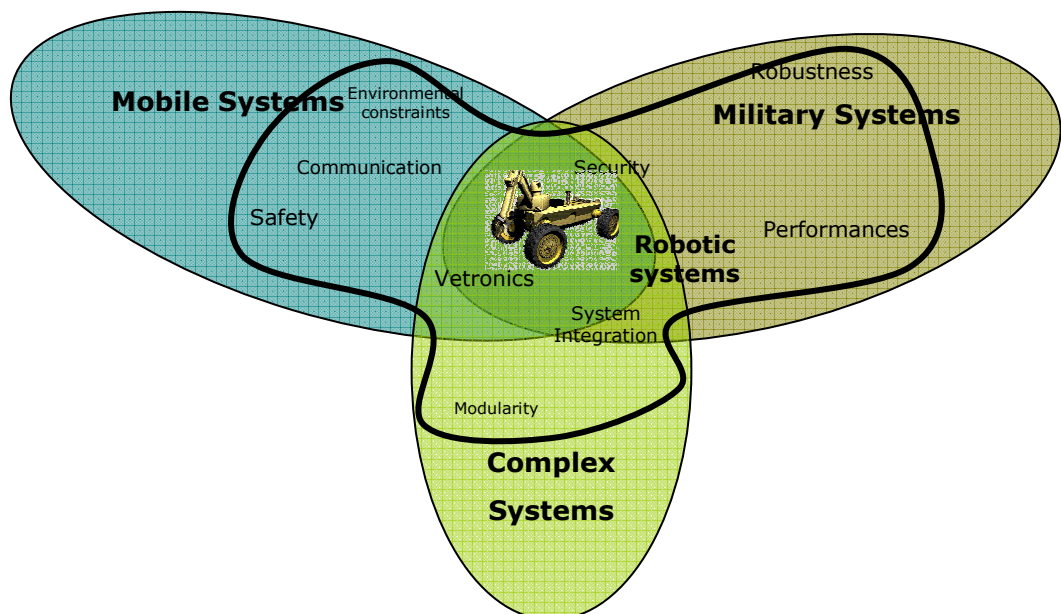 Robustness
Environmental
constraints
Mobile Systems
Military Systems
Communication
Security
Safety
Performances
Robotic
systems
Vetronics
System
Integration
Modularity
Complex
Systems